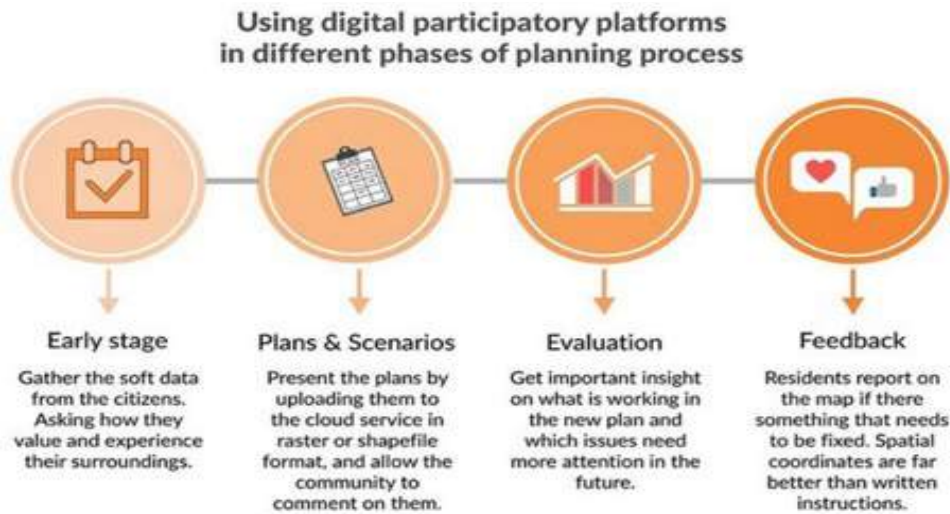 Using digital participatory platforms
in different phases of planning process
Early stage
Gather the soft data
from the citizens.
Asking how they
value and experience
their surroundings.
Plans & Scenarios
Present the plans by
uploading them to
the cloud service in
raster or shapefile
format, and allow the
community to
comment on them.
Evaluation
Get important insight
on what is working in
the new plan and
which issues need
more attention in the
future.
Feedback
Residents report on
the map if there
something that needs
to be fixed. Spatial
coordinates are far
better than written
instructions.